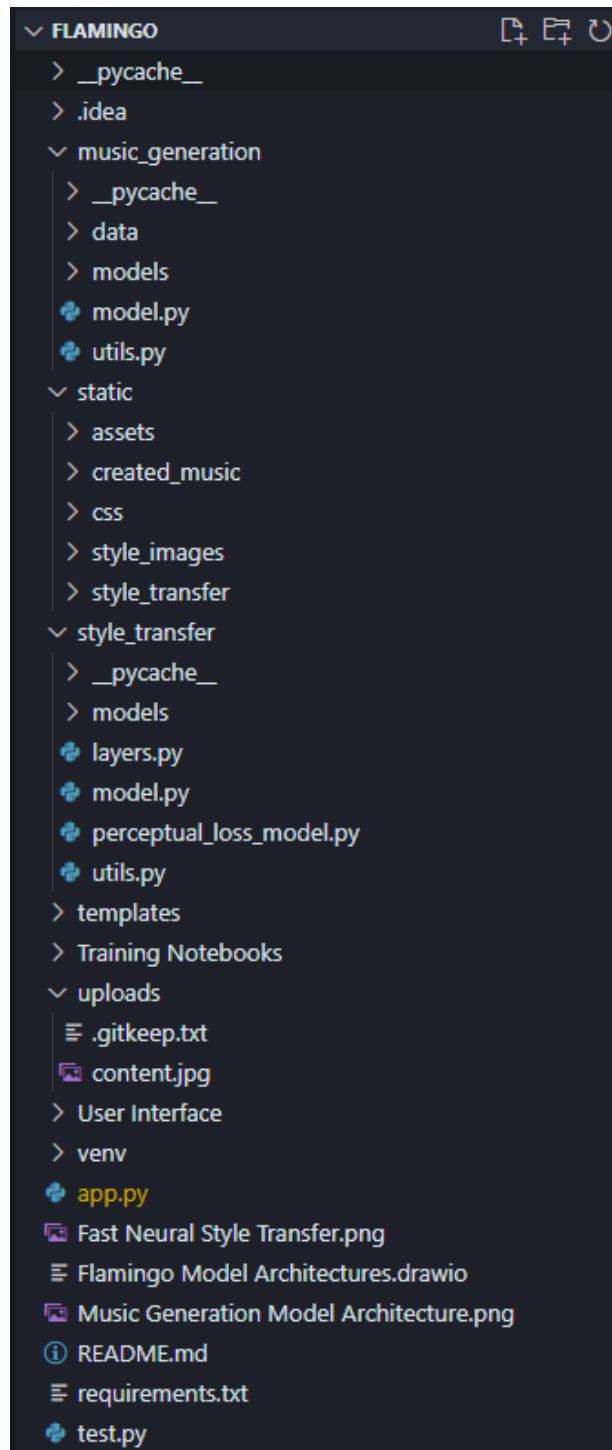 FLAMINGO
__pycache__
.idea
music_generation
__pycache__
data
models
model.py
utils.py
static
assets
created_music
css
style_images
style_transfer
style_transfer
__pycache__
models
layers.py
model.py
perceptual_loss_model.py
utils.py
templates
Training Notebooks
uploads
.gitkeep.txt
content.jpg
User Interface
venv
app.py
Fast Neural Style Transfer.png
Flamingo Model Architectures.drawio
Music Generation Model Architecture.png
README.md
requirements.txt
test.py